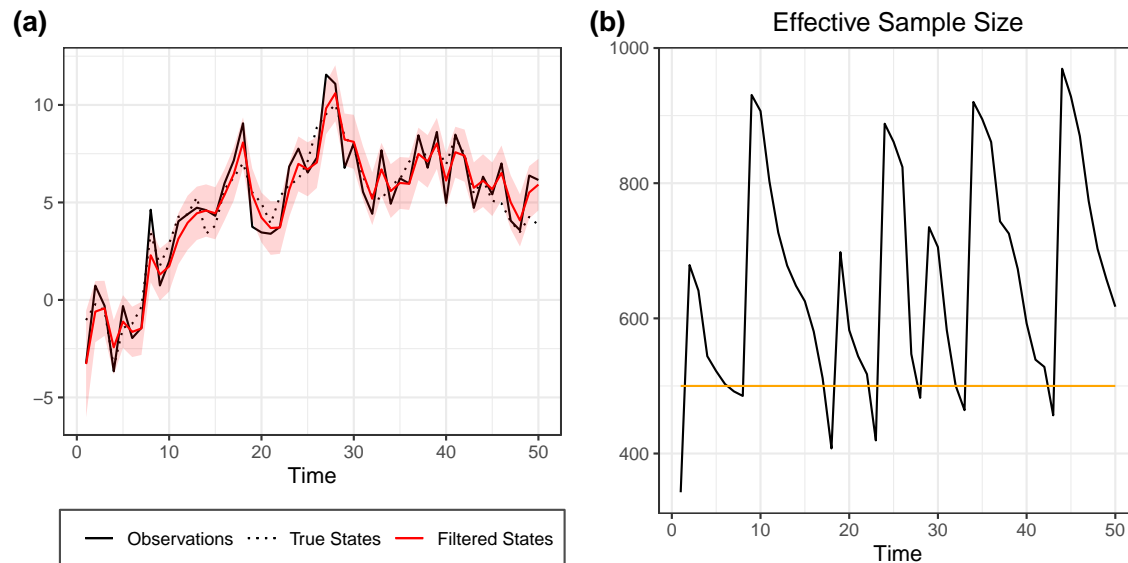 (a)
10
5
0
−5
0 10 20 30 40 50
Time
Observations True States Filtered States
(b) Effective Sample Size
1000
800
600
400
0 10 20 30 40 50
Time